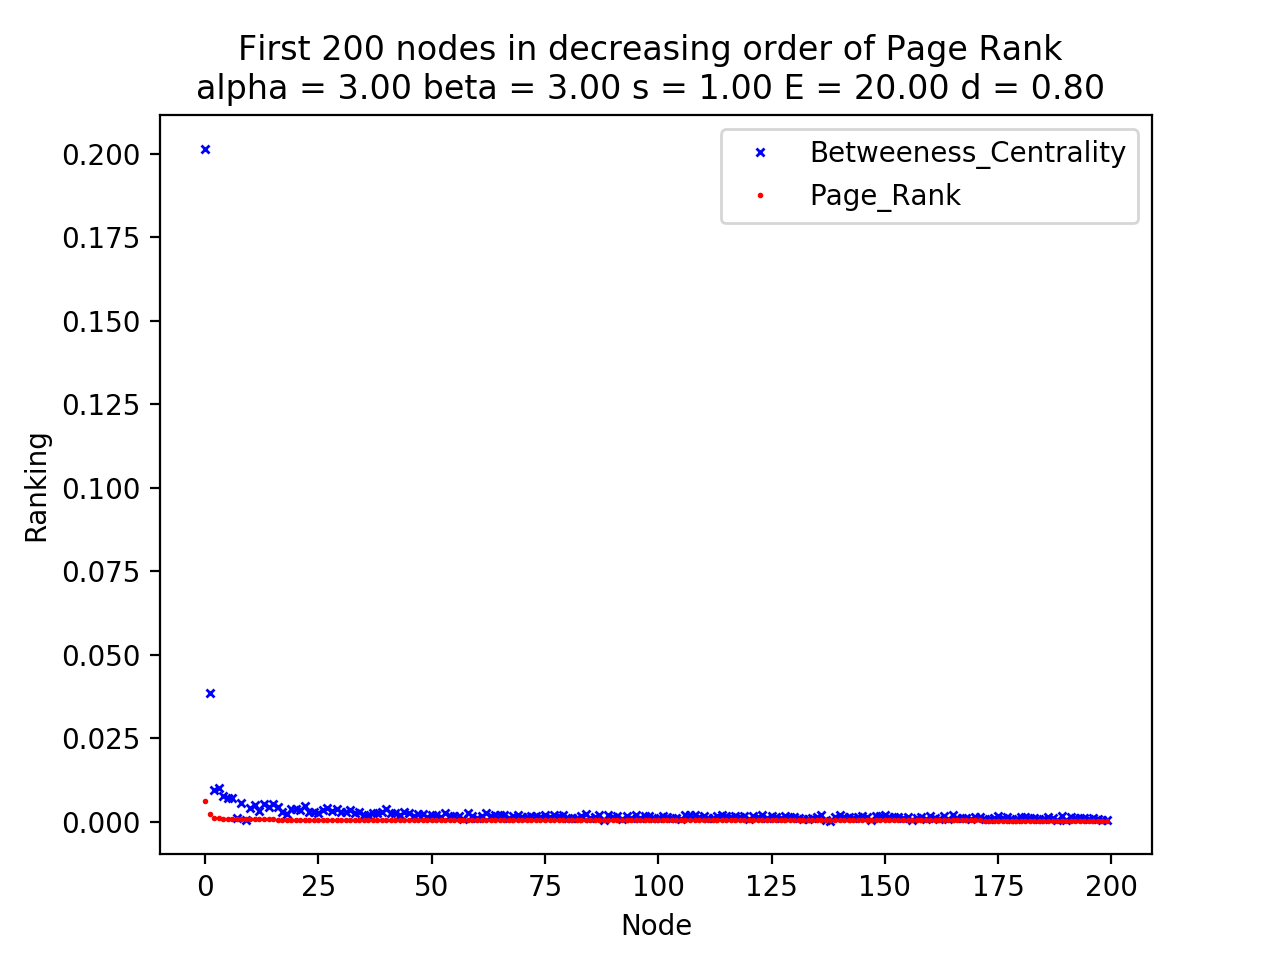 First 200 nodes in decreasing order of Page Rank
alpha = 3.00 beta = 3.00 s = 1.00 E = 20.00 d = 0.80
Betweeness_Centrality
Page_Rank
Ranking
0.200
0.175
0.150
0.125
0.100
0.075
0.050
0.025
0.000
0 25 50 75 100 125 150 175 200
Node